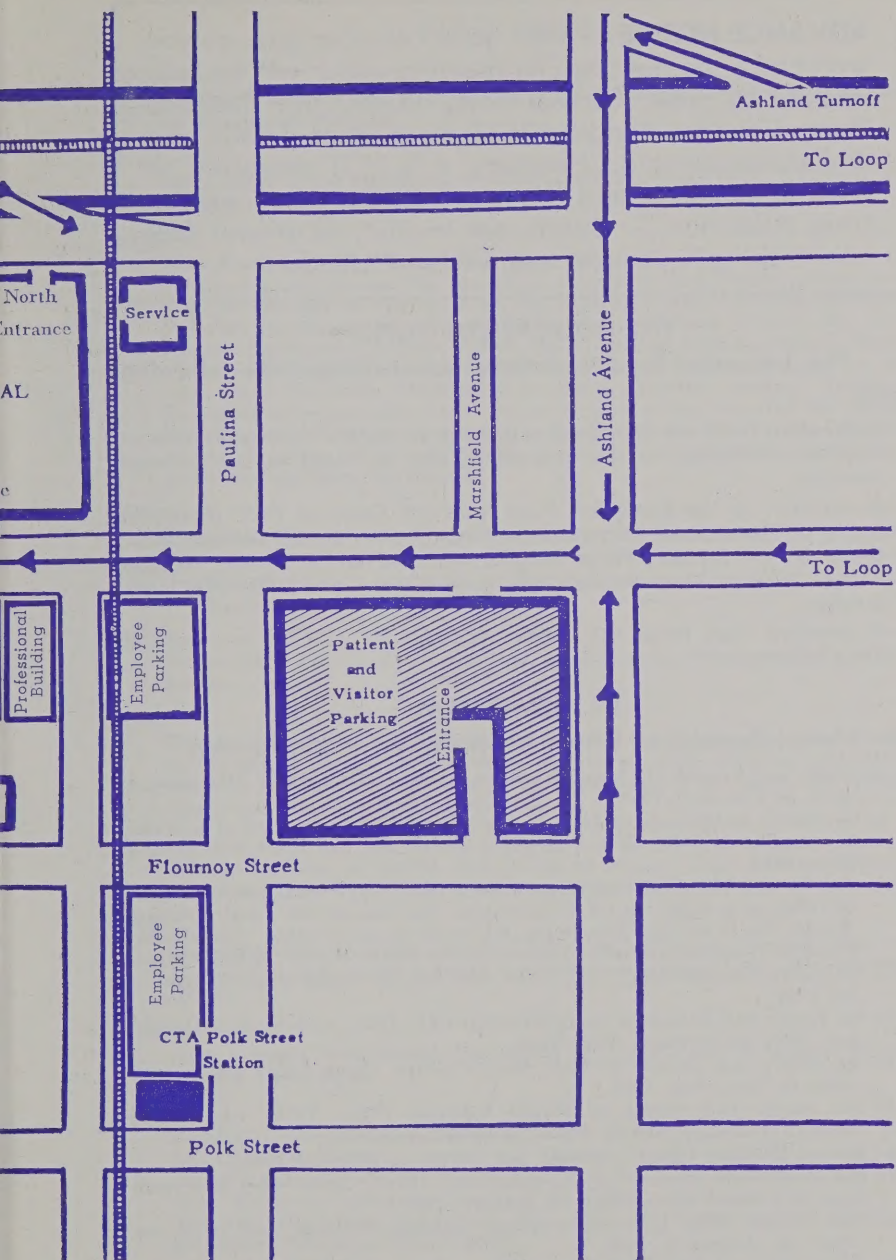 Ashland Turnoff
To Loop
North
Entrance
AL
Service
Paulina Street
Marshfield Avenue
Ashland Avenue
To Loop
Professional
Building
Employee
Parking
Patient
and
Visitor
Parking
Entrance
Flournoy Street
Employee
Parking
CTA Polk Street
Station
Polk Street